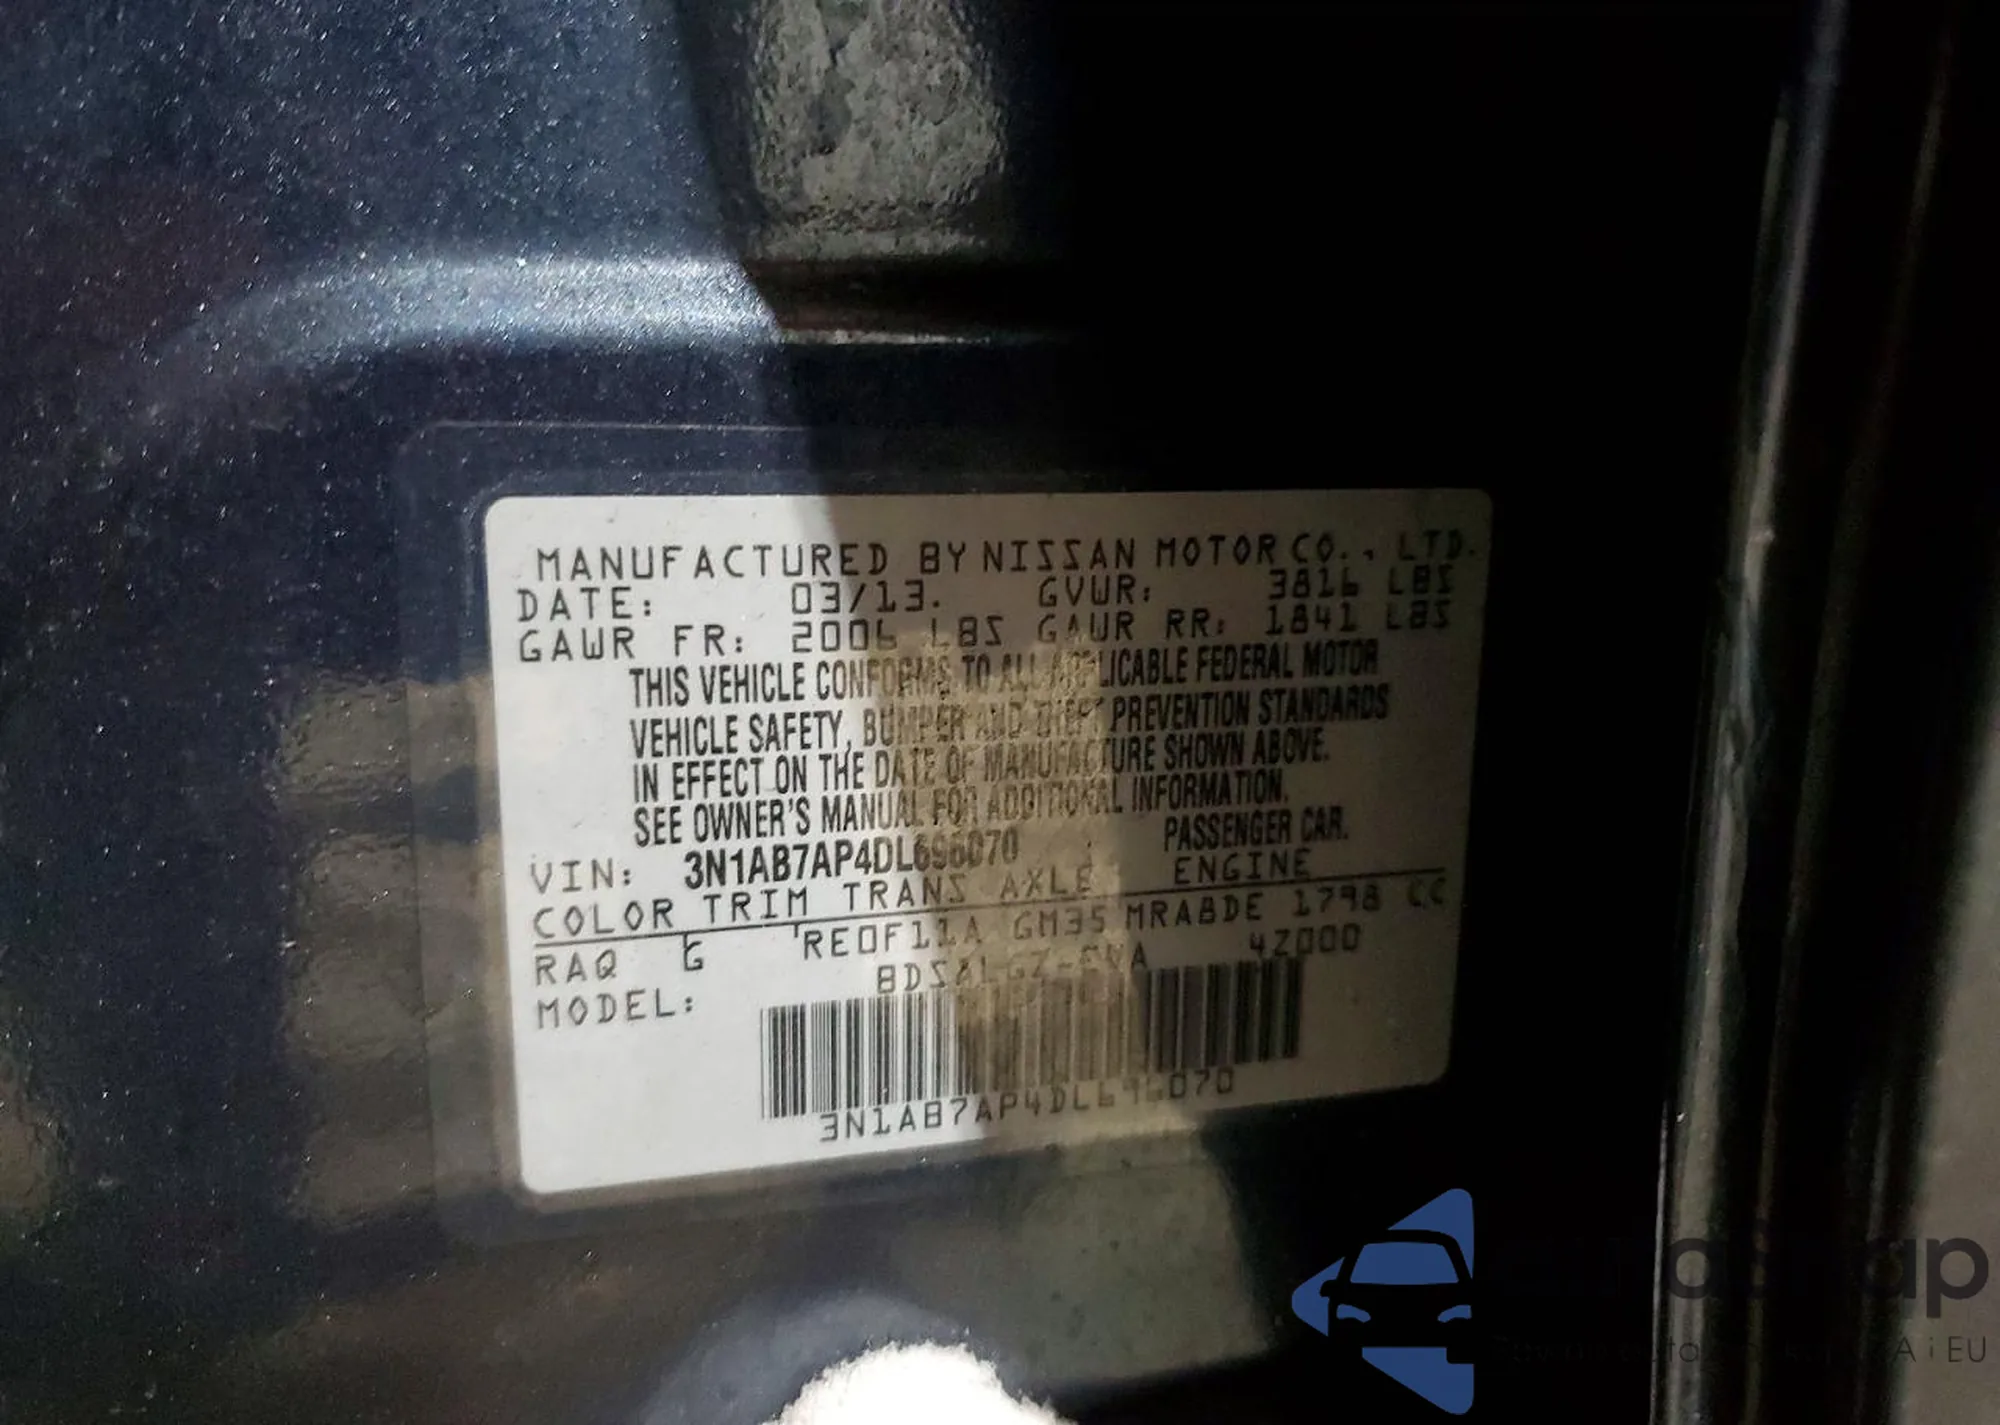 MANUFACTURED BY NISSAN MOTOR CO., LTD.
DATE: 03/13. GVWR: 3816 LBS
GAWR FR: 2006 LBS GAWR RR: 1841 LBS
THIS VEHICLE CONFORMS TO ALL APPLICABLE FEDERAL MOTOR
VEHICLE SAFETY, BUMPER AND THEFT PREVENTION STANDARDS
IN EFFECT ON THE DATE OF MANUFACTURE SHOWN ABOVE.
SEE OWNER'S MANUAL FOR ADDITIONAL INFORMATION.
VIN: 3N1AB7AP4DL696070 PASSENGER CAR.
COLOR TRIM TRANS AXLE ENGINE
RAQ G RE0F11A GM35 MRA8DE 1798 CC
MODEL: 4Z000
3N1AB7AP4DL696070
A i EU